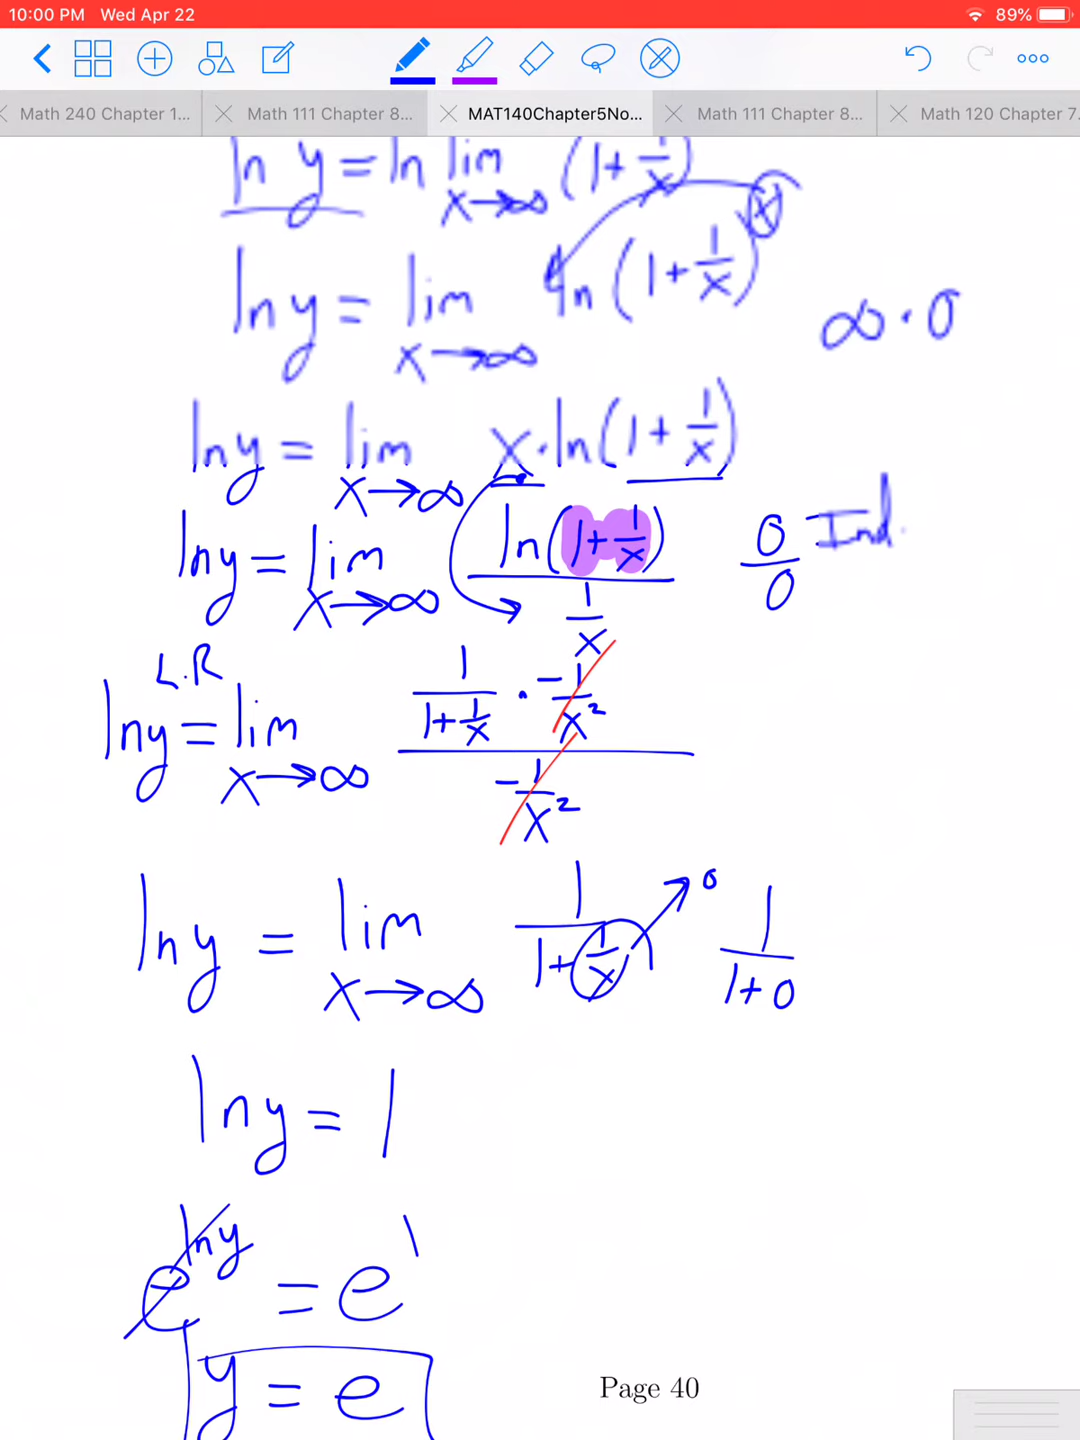 10:00 PM Wed Apr 22 89%
Math 240 Chapter 1... Math 111 Chapter 8... MAT140Chapter5No... Math 111 Chapter 8... Math 120 Chapter 7.
ln y = ln lim x→∞ (1 + 1/x)
ln y = lim x→∞ ln(1 + 1/x)^x
∞ · 0
ln y = lim x→∞ x · ln(1 + 1/x)
ln y = lim x→∞ ln(1 + 1/x) / (1/x) 0/0 Ind.
L.R
ln y = lim x→∞ (1/(1 + 1/x) · -1/x²) / (-1/x²)
ln y = lim x→∞ 1/(1 + 1/x) → 0 1/(1+0)
ln y = 1
e^(ln y) = e^1
y = e
Page 40